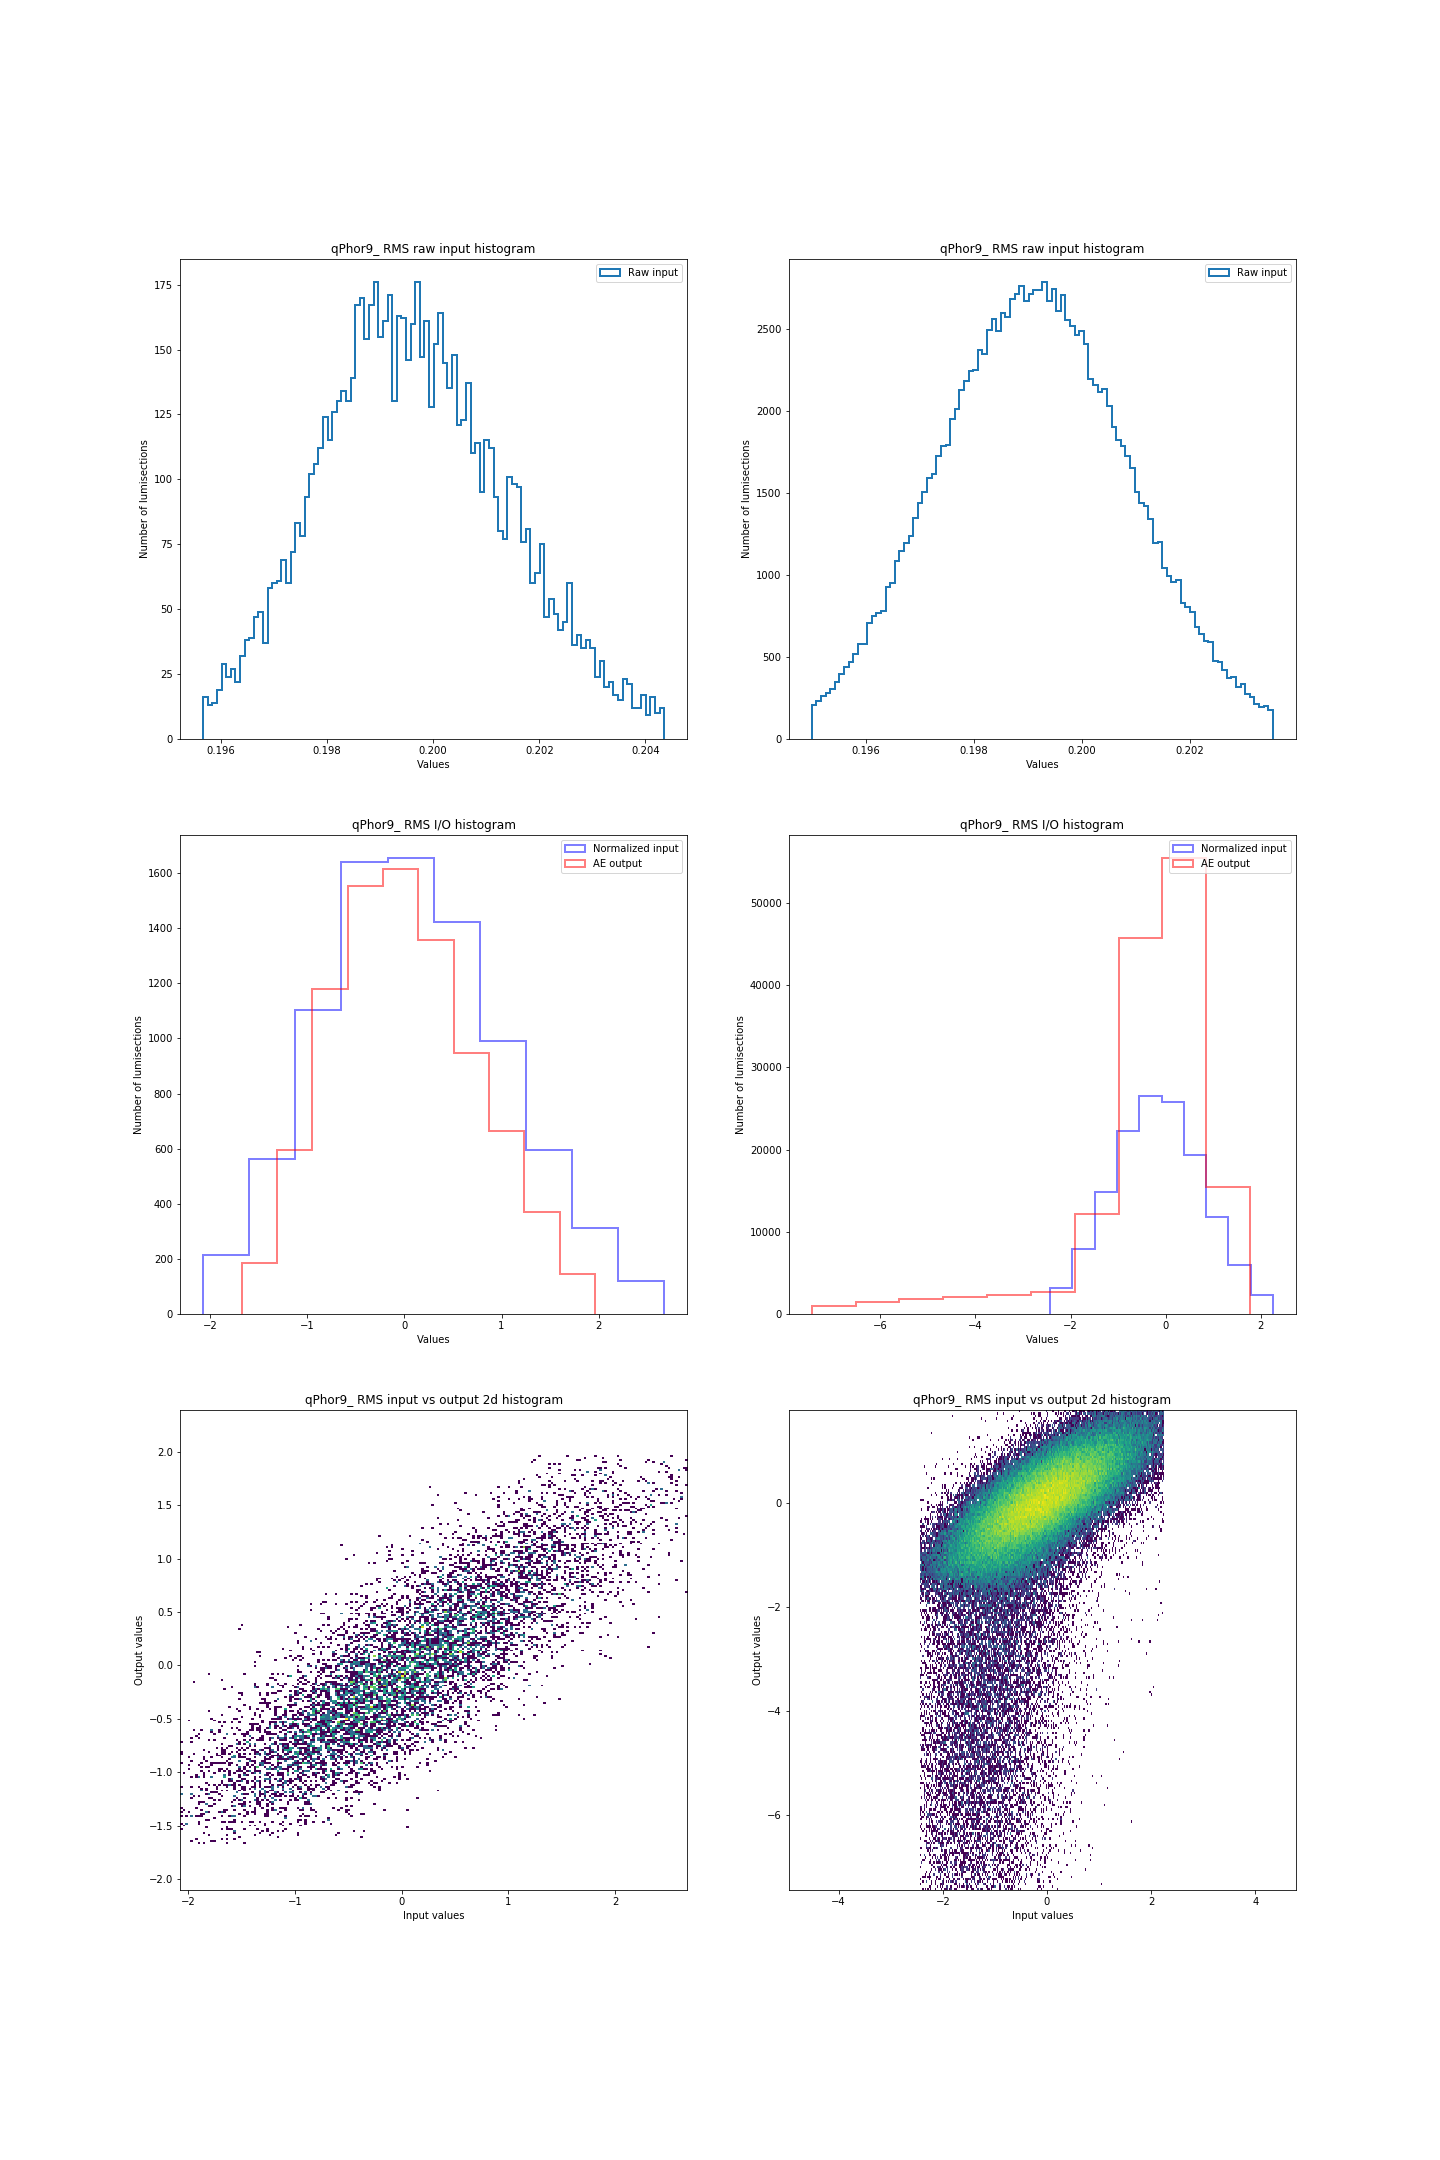 qPhor9_ RMS raw input histogram
Raw input
Number of lumisections
175
150
125
100
75
50
25
0
0.196 0.198 0.200 0.202 0.204
Values
qPhor9_ RMS raw input histogram
Raw input
Number of lumisections
2500
2000
1500
1000
500
0
0.196 0.198 0.200 0.202
Values
qPhor9_ RMS I/O histogram
Normalized input
AE output
Number of lumisections
1600
1400
1200
1000
800
600
400
200
0
−2 −1 0 1 2
Values
qPhor9_ RMS I/O histogram
Normalized input
AE output
Number of lumisections
50000
40000
30000
20000
10000
0
−6 −4 −2 0 2
Values
qPhor9_ RMS input vs output 2d histogram
Output values
2.0
1.5
1.0
0.5
0.0
−0.5
−1.0
−1.5
−2.0
−2 −1 0 1 2
Input values
qPhor9_ RMS input vs output 2d histogram
Output values
0
−2
−4
−6
−4 −2 0 2 4
Input values